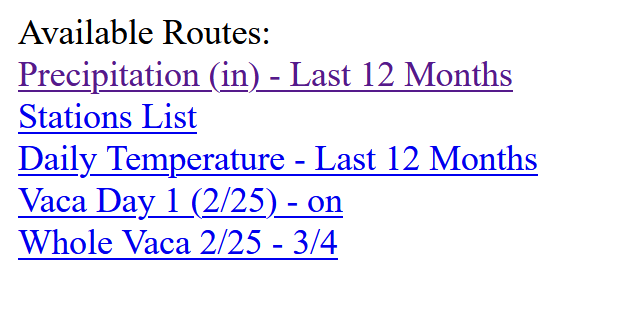 Available Routes:
Precipitation (in) - Last 12 Months
Stations List
Daily Temperature - Last 12 Months
Vaca Day 1 (2/25) - on
Whole Vaca 2/25 - 3/4